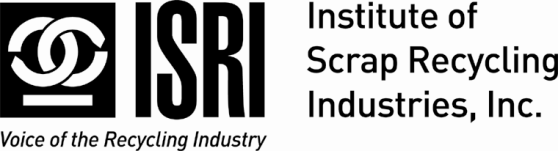 ISRI
Voice of the Recycling Industry
Institute of
Scrap Recycling
Industries, Inc.